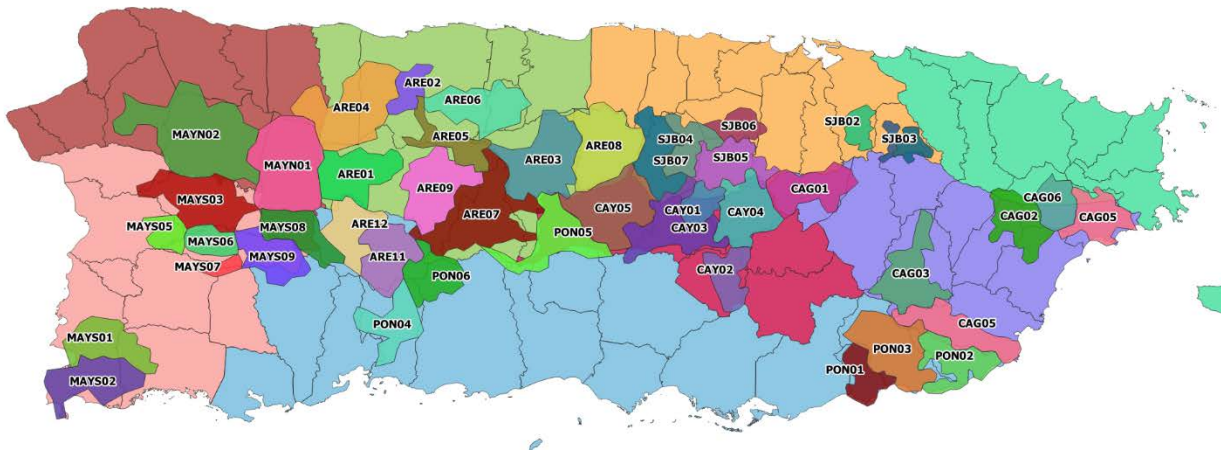 ARE02
ARE04
ARE06
SJB02
SJB06
MAYN02
ARE05
SJB04
SJB03
ARE08
SJB07
SJB05
ARE03
MAYN01
ARE01
ARE09
CAG01
CAG06
MAYS03
CAY05
CAY01
CAY04
ARE07
CAG02
CAG05
MAYS05
MAYS08
ARE12
PON05
CAY03
MAYS06
MAYS09
ARE11
MAYS07
PON06
CAY02
CAG03
PON04
CAG05
MAYS01
PON03
PON02
PON01
MAYS02